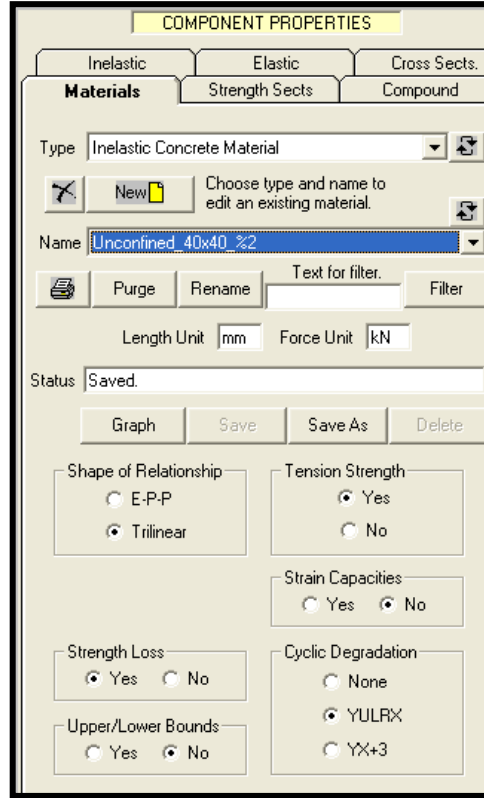 COMPONENT PROPERTIES
Inelastic Elastic Cross Sects.
Materials Strength Sects Compound
Type Inelastic Concrete Material
New Choose type and name to
edit an existing material.
Name Unconfined_40x40_%2
Text for filter.
Purge Rename Filter
Length Unit mm Force Unit kN
Status Saved.
Graph Save Save As Delete
Shape of Relationship Tension Strength
E-P-P Yes
Trilinear No
Strain Capacities
Yes No
Strength Loss Cyclic Degradation
Yes No None
YULRX
Upper/Lower Bounds
Yes No YX+3